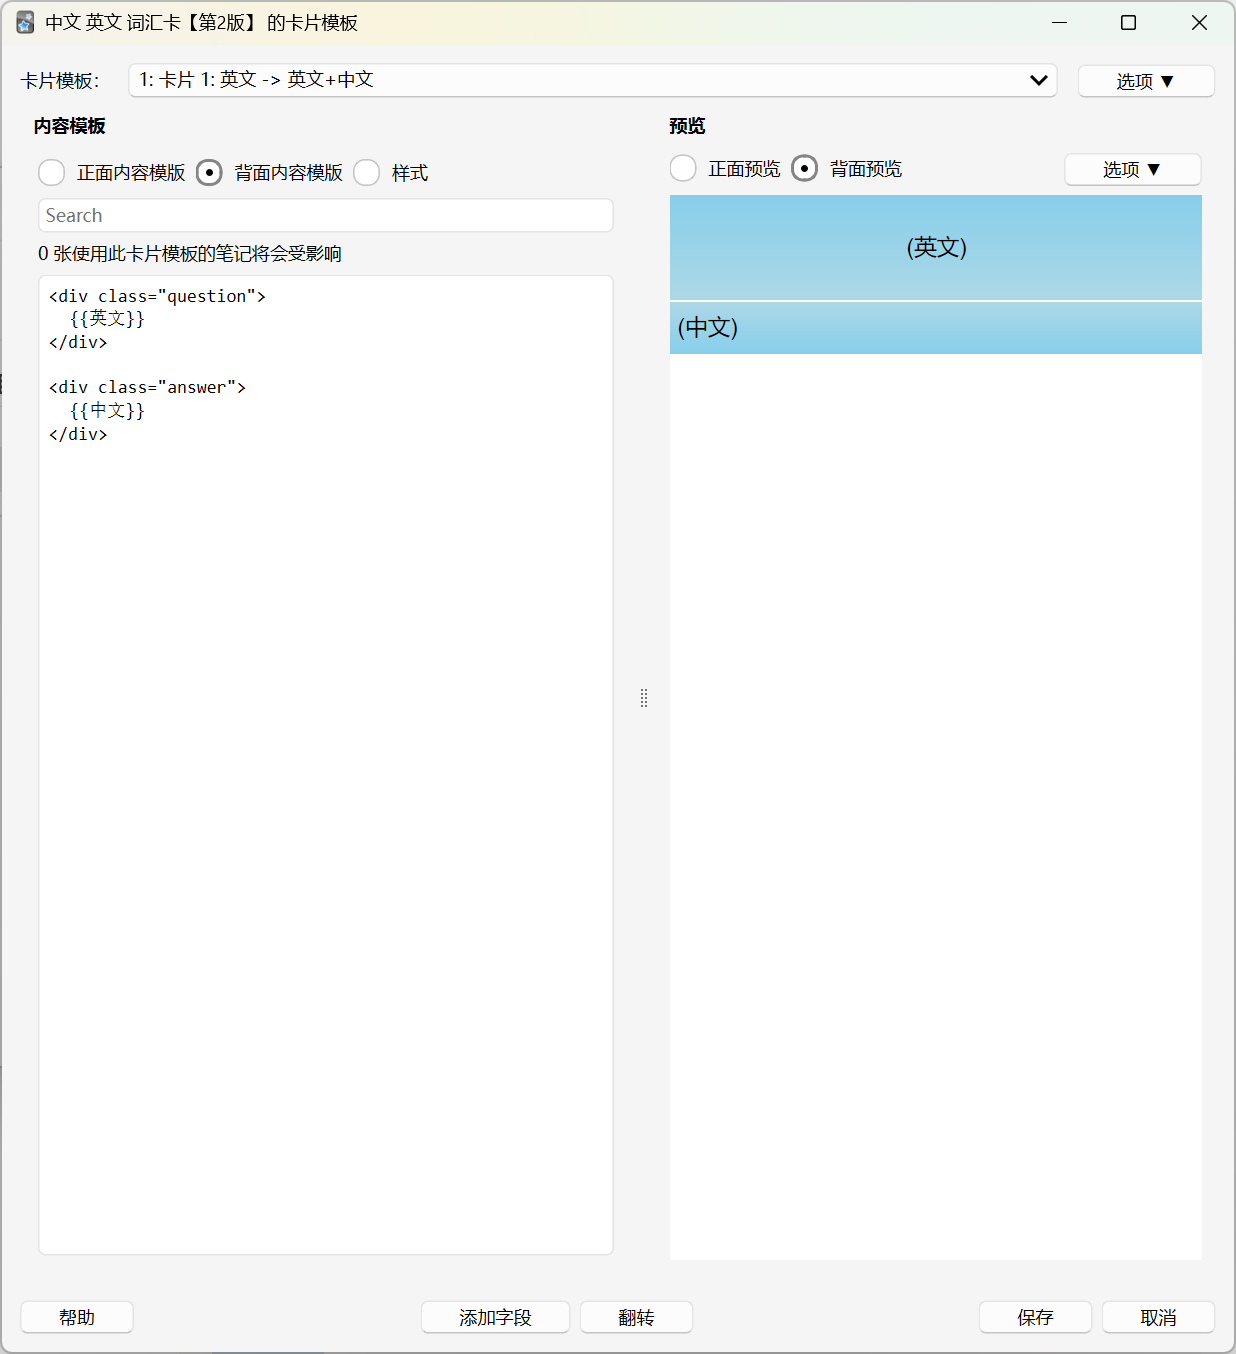 中文 英文 词汇卡【第2版】 的卡片模板
卡片模板：
1: 卡片 1: 英文 -> 英文+中文
选项 ▼
内容模板
正面内容模版
背面内容模版
样式
Search
0 张使用此卡片模板的笔记将会受影响
<div class="question">
  {{英文}}
</div>

<div class="answer">
  {{中文}}
</div>
预览
正面预览
背面预览
选项 ▼
(英文)
(中文)
帮助
添加字段
翻转
保存
取消